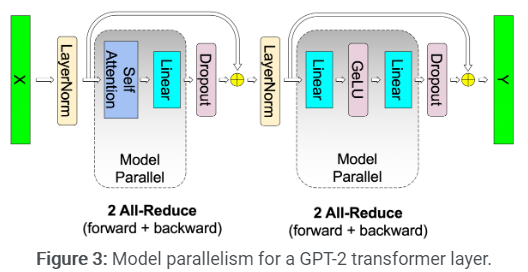 X
LayerNorm
Self
Attention
Linear
Dropout
LayerNorm
Linear
GeLU
Linear
Dropout
Y
Model
Parallel
Model
Parallel
2 All-Reduce
(forward + backward)
2 All-Reduce
(forward + backward)
Figure 3: Model parallelism for a GPT-2 transformer layer.